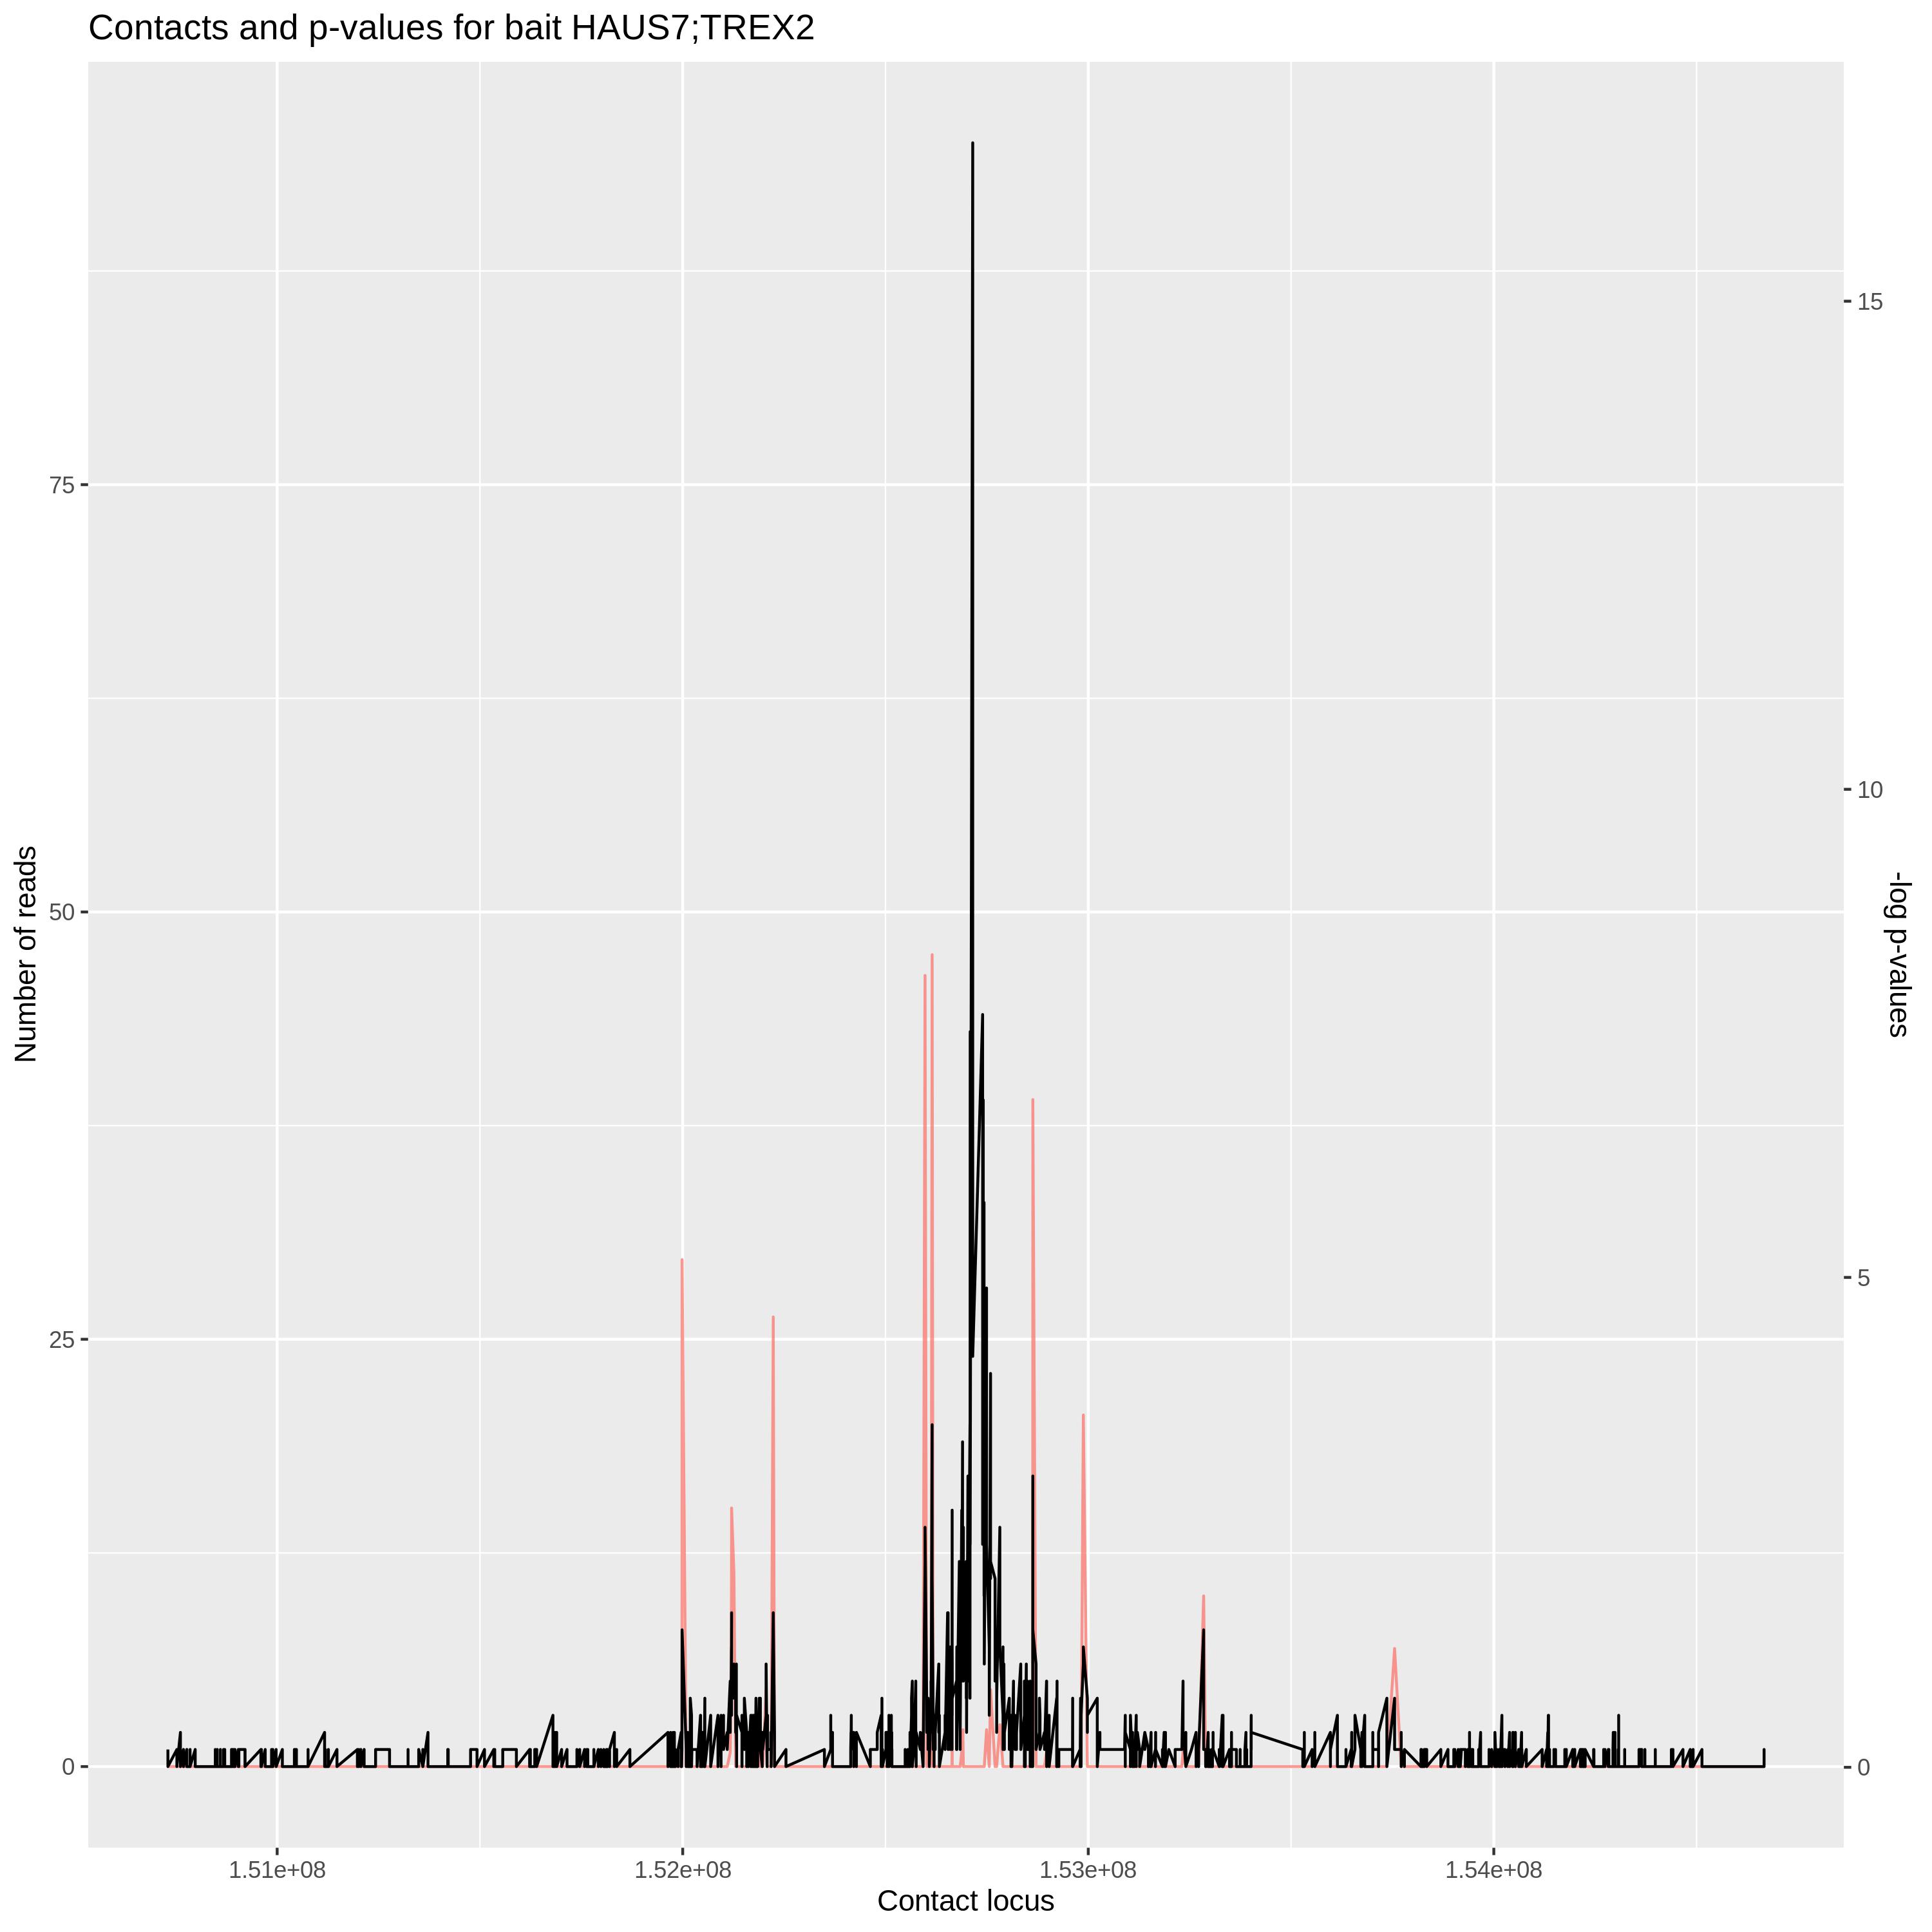 Contacts and p-values for bait HAUS7;TREX2
75
50
25
0
Number of reads
15
10
5
0
-log p-values
1.51e+08
1.52e+08
1.53e+08
1.54e+08
Contact locus